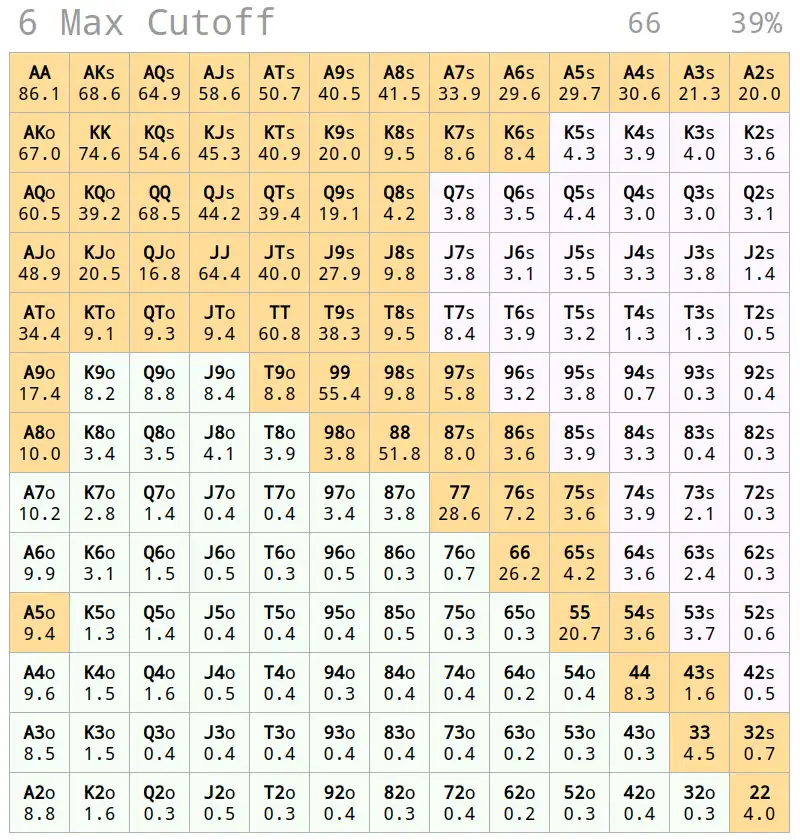 6 Max Cutoff 66 39%
AA AKs AQs AJs ATs A9s A8s A7s A6s A5s A4s A3s A2s
86.1 68.6 64.9 58.6 50.7 40.5 41.5 33.9 29.6 29.7 30.6 21.3 20.0
AKo KK KQs KJs KTs K9s K8s K7s K6s K5s K4s K3s K2s
67.0 74.6 54.6 45.3 40.9 20.0 9.5 8.6 8.4 4.3 3.9 4.0 3.6
AQo KQo QQ QJs QTs Q9s Q8s Q7s Q6s Q5s Q4s Q3s Q2s
60.5 39.2 68.5 44.2 39.4 19.1 4.2 3.8 3.5 4.4 3.0 3.0 3.1
AJo KJo QJo JJ JTs J9s J8s J7s J6s J5s J4s J3s J2s
48.9 20.5 16.8 64.4 40.0 27.9 9.8 3.8 3.1 3.5 3.3 3.8 1.4
ATo KTo QTo JTo TT T9s T8s T7s T6s T5s T4s T3s T2s
34.4 9.1 9.3 9.4 60.8 38.3 9.5 8.4 3.9 3.2 1.3 1.3 0.5
A9o K9o Q9o J9o T9o 99 98s 97s 96s 95s 94s 93s 92s
17.4 8.2 8.8 8.4 8.8 55.4 9.8 5.8 3.2 3.8 0.7 0.3 0.4
A8o K8o Q8o J8o T8o 98o 88 87s 86s 85s 84s 83s 82s
10.0 3.4 3.5 4.1 3.9 3.8 51.8 8.0 3.6 3.9 3.3 0.4 0.3
A7o K7o Q7o J7o T7o 97o 87o 77 76s 75s 74s 73s 72s
10.2 2.8 1.4 0.4 0.4 3.4 3.8 28.6 7.2 3.6 3.9 2.1 0.3
A6o K6o Q6o J6o T6o 96o 86o 76o 66 65s 64s 63s 62s
9.9 3.1 1.5 0.5 0.3 0.5 0.3 0.7 26.2 4.2 3.6 2.4 0.3
A5o K5o Q5o J5o T5o 95o 85o 75o 65o 55 54s 53s 52s
9.4 1.3 1.4 0.4 0.4 0.4 0.5 0.3 0.3 20.7 3.6 3.7 0.6
A4o K4o Q4o J4o T4o 94o 84o 74o 64o 54o 44 43s 42s
9.6 1.5 1.6 0.5 0.4 0.3 0.4 0.4 0.2 0.4 8.3 1.6 0.5
A3o K3o Q3o J3o T3o 93o 83o 73o 63o 53o 43o 33 32s
8.5 1.5 0.4 0.4 0.4 0.4 0.4 0.4 0.2 0.3 0.3 4.5 0.7
A2o K2o Q2o J2o T2o 92o 82o 72o 62o 52o 42o 32o 22
8.8 1.6 0.3 0.5 0.3 0.4 0.3 0.4 0.2 0.3 0.4 0.3 4.0